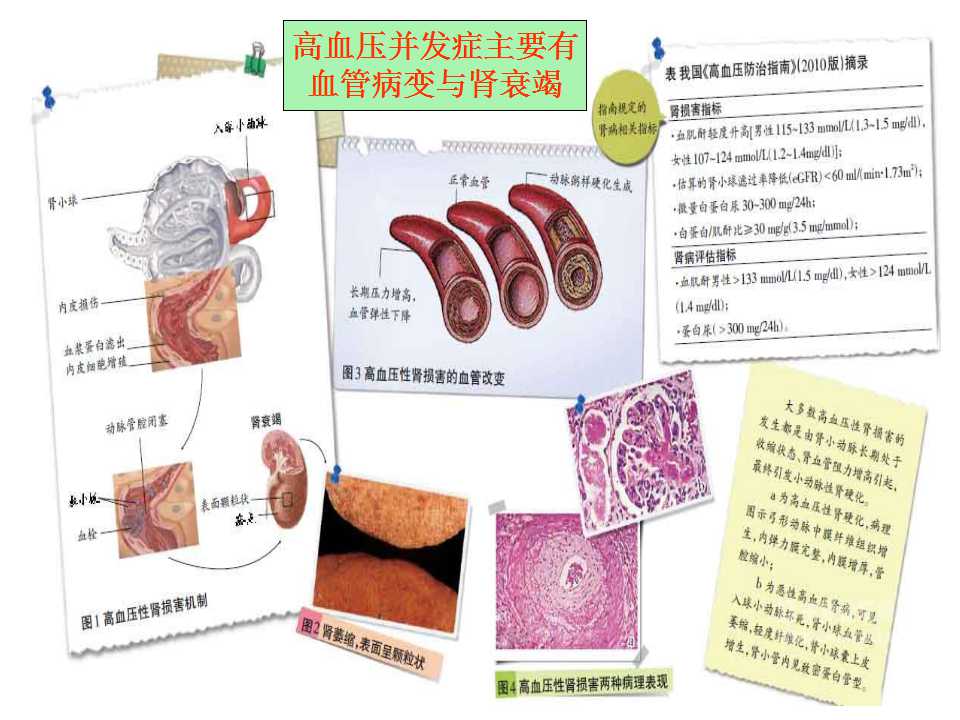 高血压并发症主要有
血管病变与肾衰竭
入球小动脉
肾小球
内皮损伤
血浆蛋白滤出
内皮细胞增殖
动脉管腔闭塞
肾衰竭
血小板
血栓
表面颗粒状
图1 高血压性肾损害机制
图2 肾萎缩,表面呈颗粒状
正常血管
动脉粥样硬化生成
长期压力增高,
血管弹性下降
图3 高血压性肾损害的血管改变
指南规定的
肾病相关指标
表 我国《高血压防治指南》(2010版)摘录
肾损害指标
·血肌酐轻度升高[男性115~133 mmol/L(1.3~1.5 mg/dl),
女性107~124 mmol/L(1.2~1.4mg/dl)];
·估算的肾小球滤过率降低(eGFR)<60 ml/(min·1.73m²);
·微量白蛋白尿30~300 mg/24h;
·白蛋白/肌酐比≥30 mg/g(3.5 mg/mmol);
肾病评估指标
·血肌酐男性>133 mmol/L(1.5 mg/dl),女性>124 mmol/L
(1.4 mg/dl);
·蛋白尿(>300 mg/24h)。
b
a
图4 高血压性肾损害两种病理表现
大多数高血压性肾损害的
发生都是由肾小动脉长期处于
收缩状态、肾血管阻力增高引起,
最终引发小动脉性肾硬化。
a为高血压性肾硬化,病理
图示弓形动脉中膜纤维组织增
生,内弹力膜完整,内膜增厚,管
腔缩小;
b为恶性高血压肾病,可见
入球小动脉坏死,肾小球血管丛
萎缩,轻度纤维化,肾小球囊上皮
增生,肾小管内见致密蛋白管型。